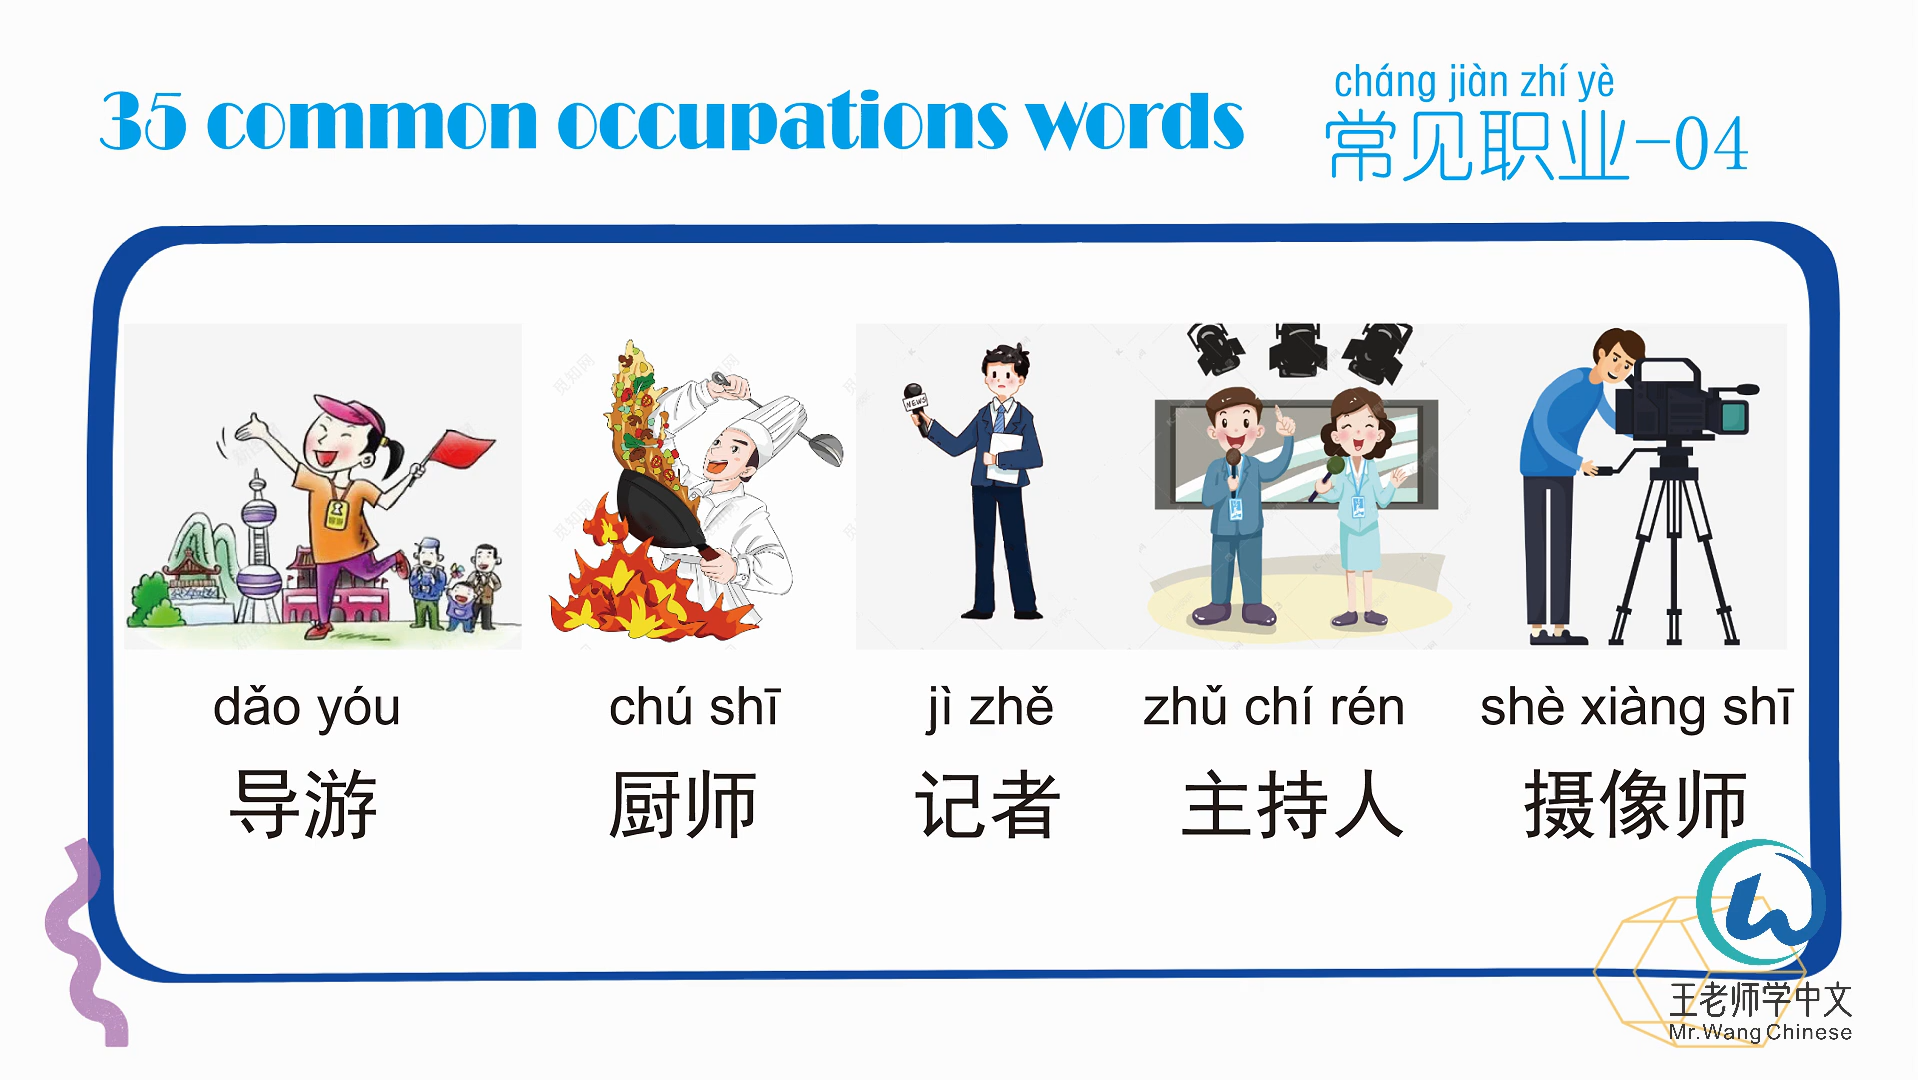 35 common occupations words
cháng jiàn zhí yè
常见职业-04
NEWS
dǎo yóu
chú shī
jì zhě
zhǔ chí rén
shè xiàng shī
导游
厨师
记者
主持人
摄像师
王老师学中文
Mr.Wang Chinese